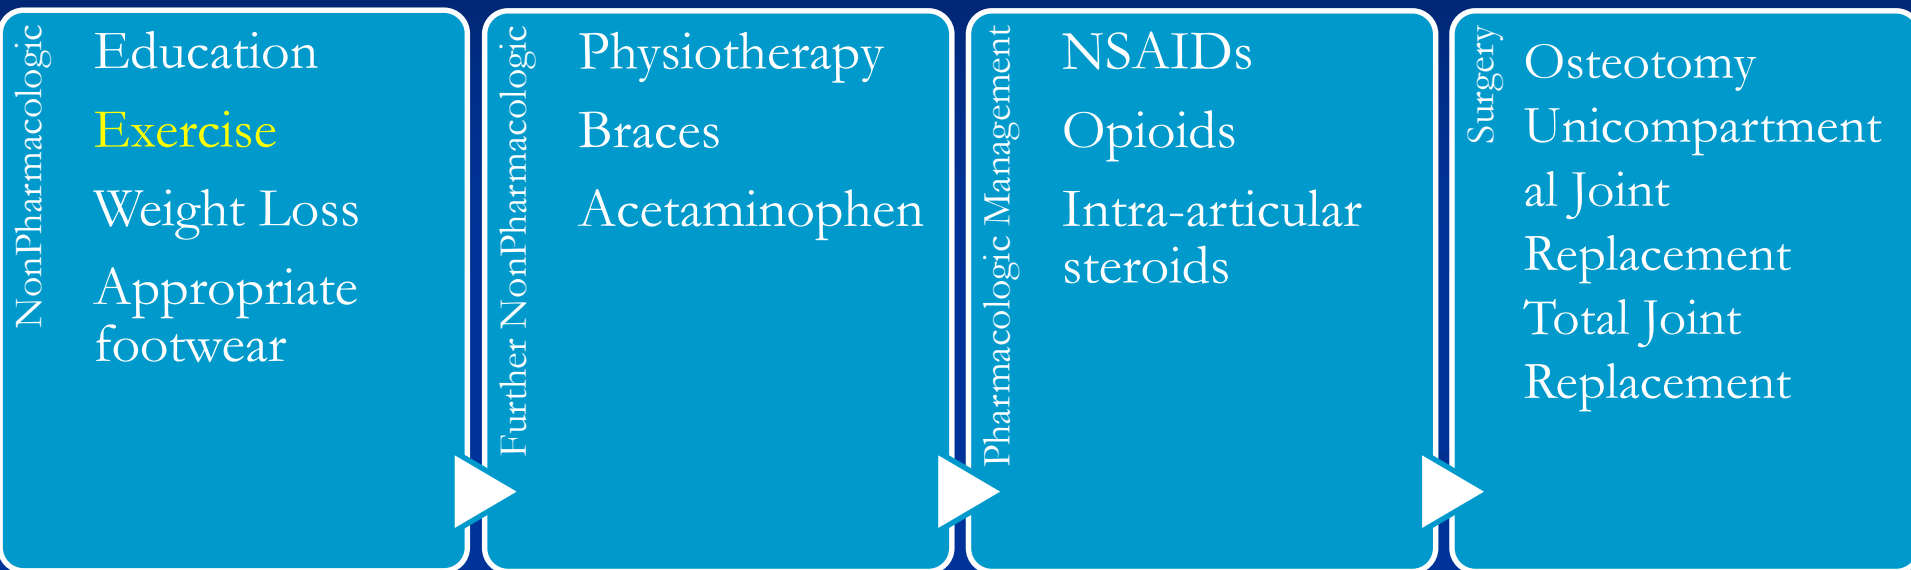 NonPharmacologic
Education
Exercise
Weight Loss
Appropriate
footwear
Further NonPharmacologic
Physiotherapy
Braces
Acetaminophen
Pharmacologic Management
NSAIDs
Opioids
Intra-articular
steroids
Surgery
Osteotomy
Unicompartment
al Joint
Replacement
Total Joint
Replacement